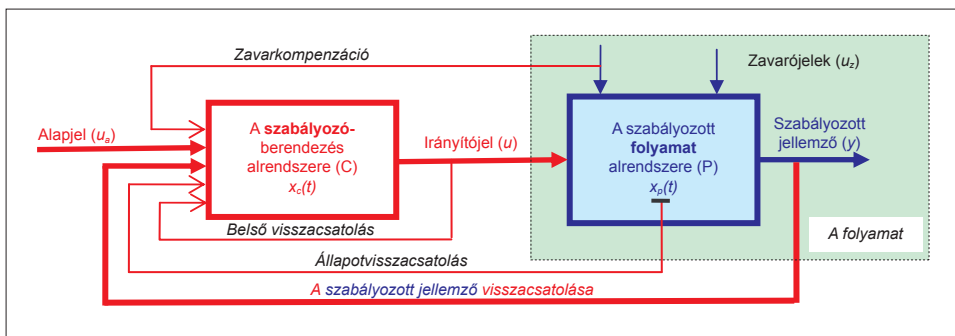 Zavarkompenzáció
Zavarójelek (uz)
Alapjel (ua)
A szabályozó-
berendezés
alrendszere (C)
xc(t)
Irányítójel (u)
A szabályozott
folyamat
alrendszere (P)
xp(t)
Szabályozott
jellemző (y)
Belső visszacsatolás
A folyamat
Állapotvisszacsatolás
A szabályozott jellemző visszacsatolása